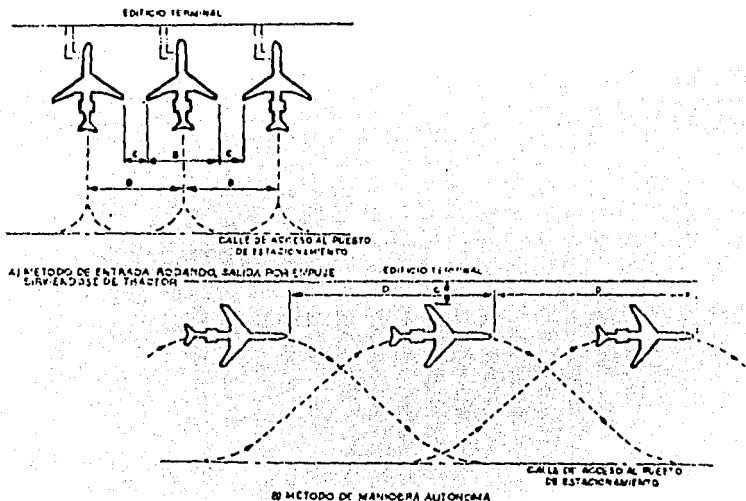 EDIFICIO TERMINAL
C
S
C
D
D
CALLE DE ACCESO AL PUESTO
DE ESTACIONAMIENTO
A) METODO DE ENTRADA RODANDO, SALIDA POR EMPUJE
SIRVIENDOSE DE TRACTOR
EDIFICIO TERMINAL
D
C
D
CALLE DE ACCESO AL PUESTO
DE ESTACIONAMIENTO
B) METODO DE MANIOBRA AUTONOMA